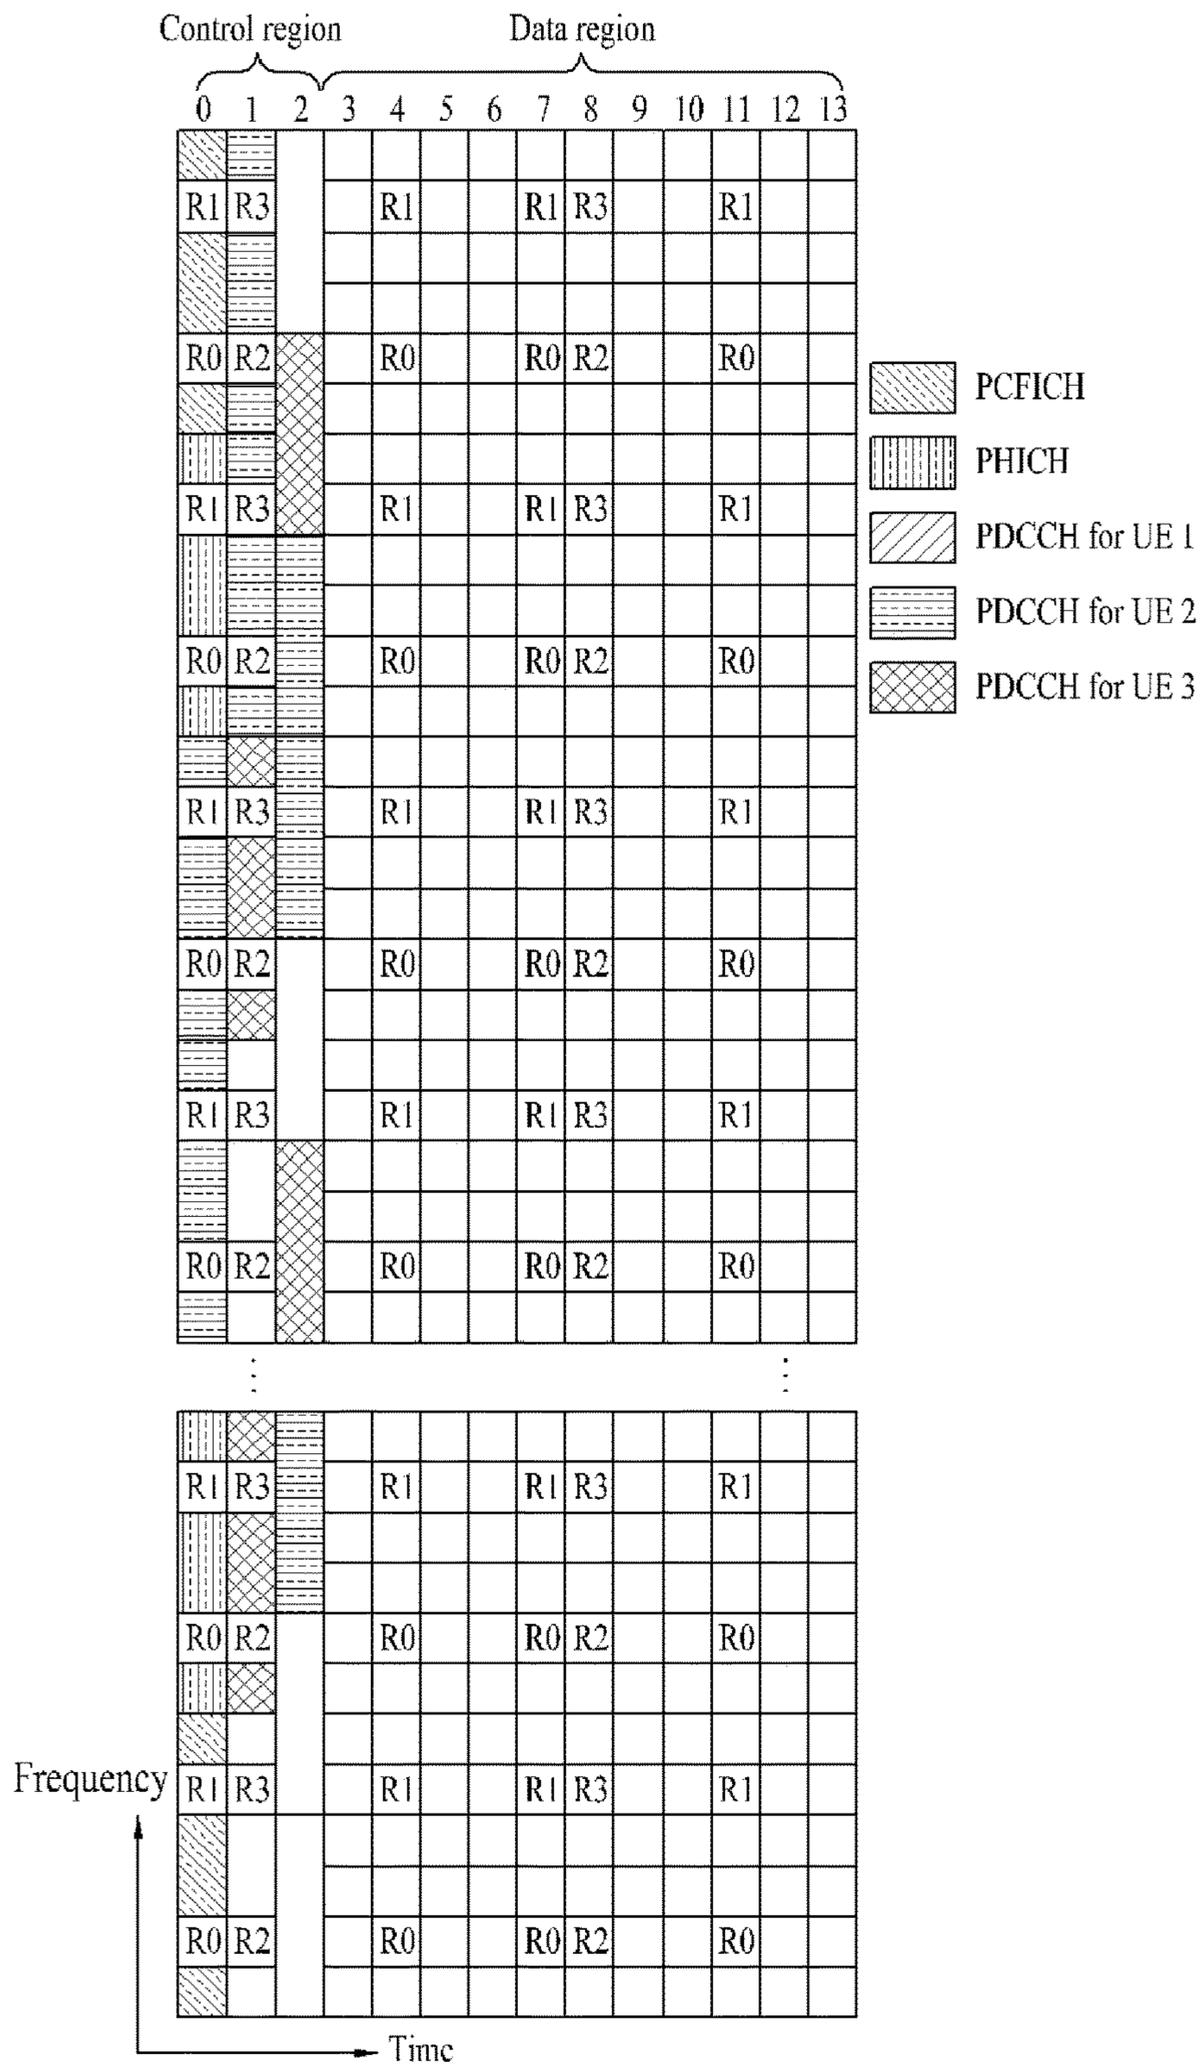 Control region Data region
0 1 2 3 4 5 6 7 8 9 10 11 12 13
R1 R3 R1 R1 R3 R1
R0 R2 R0 R0 R2 R0
PCFICH
PHICH
R1 R3 R1 R1 R3 R1
PDCCH for UE 1
PDCCH for UE 2
R0 R2 R0 R0 R2 R0
PDCCH for UE 3
R1 R3 R1 R1 R3 R1
R0 R2 R0 R0 R2 R0
R1 R3 R1 R1 R3 R1
R0 R2 R0 R0 R2 R0
R1 R3 R1 R1 R3 R1
R0 R2 R0 R0 R2 R0
Frequency
R1 R3 R1 R1 R3 R1
R0 R2 R0 R0 R2 R0
Time